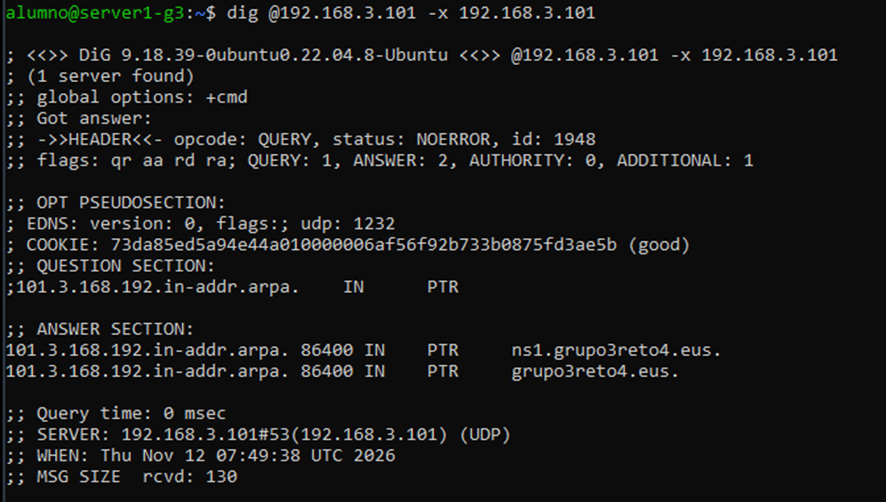 alumno@server1-g3:~$ dig @192.168.3.101 -x 192.168.3.101
; <<>> DiG 9.18.39-0ubuntu0.22.04.8-Ubuntu <<>> @192.168.3.101 -x 192.168.3.101
; (1 server found)
;; global options: +cmd
;; Got answer:
;; ->>HEADER<<- opcode: QUERY, status: NOERROR, id: 1948
;; flags: qr aa rd ra; QUERY: 1, ANSWER: 2, AUTHORITY: 0, ADDITIONAL: 1
;; OPT PSEUDOSECTION:
; EDNS: version: 0, flags:; udp: 1232
; COOKIE: 73da85ed5a94e44a010000006af56f92b733b0875fd3ae5b (good)
;; QUESTION SECTION:
;101.3.168.192.in-addr.arpa. IN PTR
;; ANSWER SECTION:
101.3.168.192.in-addr.arpa. 86400 IN PTR ns1.grupo3reto4.eus.
101.3.168.192.in-addr.arpa. 86400 IN PTR grupo3reto4.eus.
;; Query time: 0 msec
;; SERVER: 192.168.3.101#53(192.168.3.101) (UDP)
;; WHEN: Thu Nov 12 07:49:38 UTC 2026
;; MSG SIZE rcvd: 130